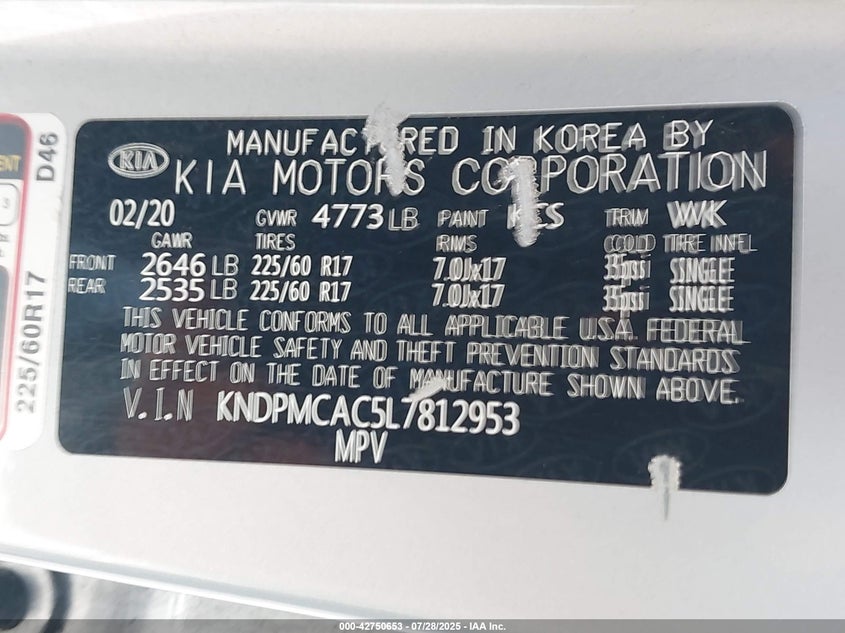 KIA
MANUFACTURED IN KOREA BY
KIA MOTORS CORPORATION
02/20 GVWR 4773 LB PAINT TRIM WK
GAWR TIRES RIMS COLD TIRE INFL
FRONT 2646 LB 225/60 R17 7.0Jx17 35psi SINGLE
REAR 2535 LB 225/60 R17 7.0Jx17 35psi SINGLE
THIS VEHICLE CONFORMS TO ALL APPLICABLE U.S.A. FEDERAL
MOTOR VEHICLE SAFETY AND THEFT PREVENTION STANDARDS
IN EFFECT ON THE DATE OF MANUFACTURE SHOWN ABOVE.
V.I.N KNDPMCAC5L7812953
MPV
225/60R17 D46
000-42750653 - 07/28/2025 - IAA Inc.